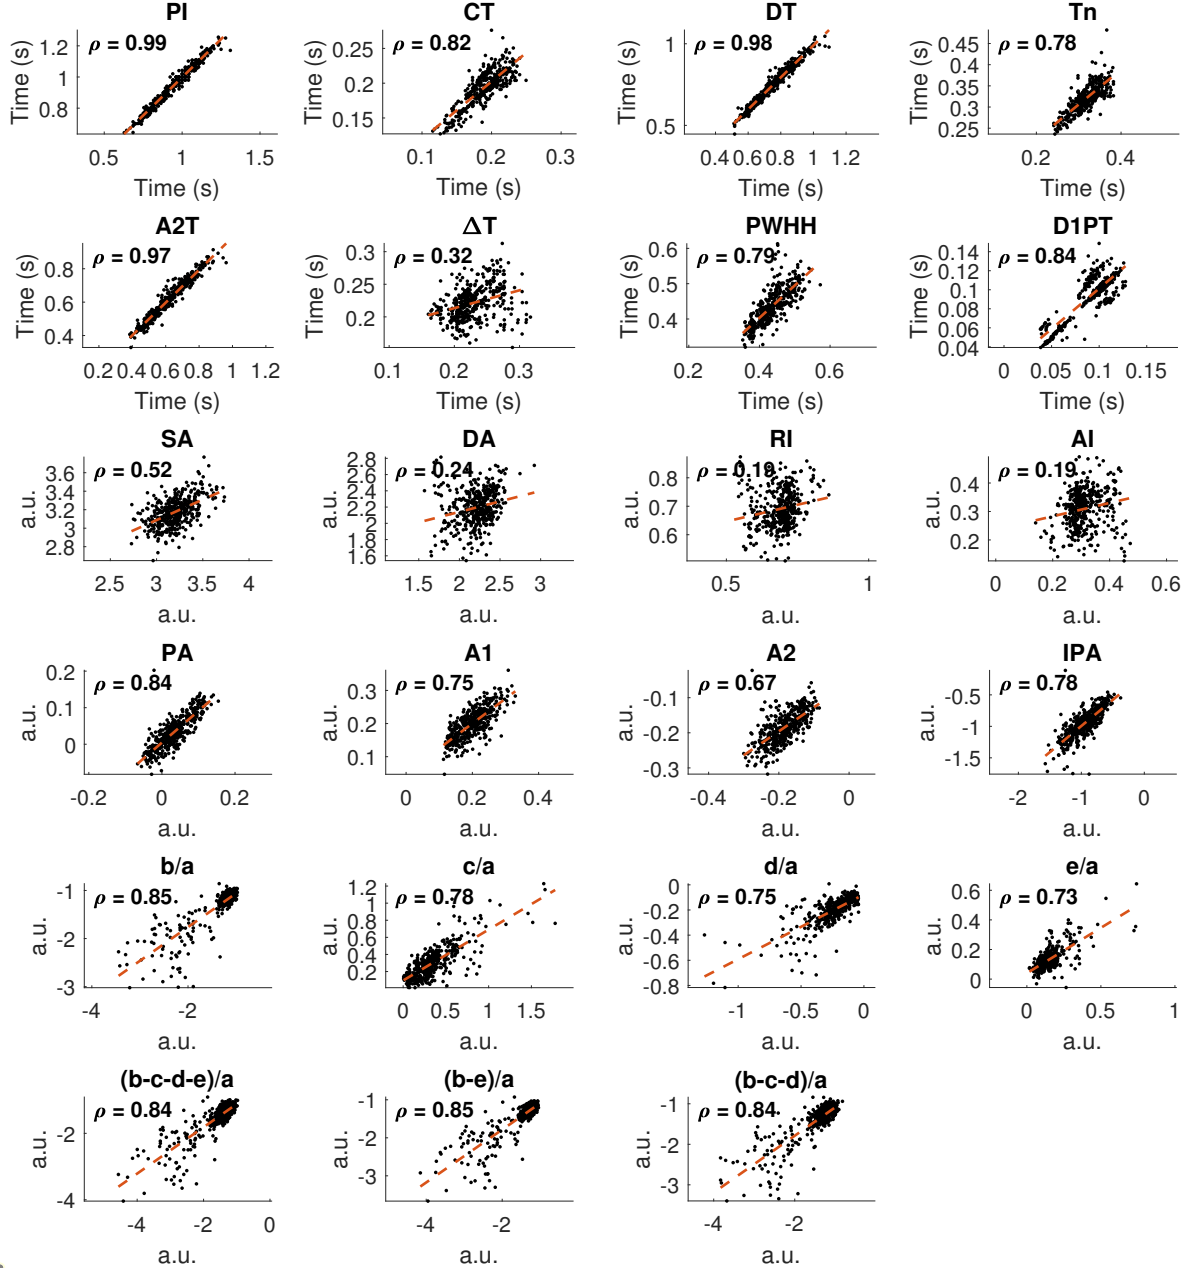 PI
CT
DT
Tn
ρ = 0.99
ρ = 0.82
ρ = 0.98
ρ = 0.78
Time (s)
1.2
1
0.8
0.5
1
1.5
Time (s)
Time (s)
0.25
0.2
0.15
0.1
0.2
0.3
Time (s)
Time (s)
1
0.5
0.4
0.6
0.8
1
1.2
Time (s)
Time (s)
0.45
0.4
0.35
0.3
0.25
0.2
0.4
Time (s)
A2T
ΔT
PWHH
D1PT
ρ = 0.97
ρ = 0.32
ρ = 0.79
ρ = 0.84
Time (s)
0.8
0.6
0.4
0.2
0.4
0.6
0.8
1
1.2
Time (s)
Time (s)
0.3
0.25
0.2
0.1
0.2
0.3
Time (s)
Time (s)
0.6
0.5
0.4
0.2
0.4
0.6
Time (s)
Time (s)
0.14
0.12
0.1
0.08
0.06
0.04
0
0.05
0.1
0.15
Time (s)
SA
DA
RI
AI
ρ = 0.52
ρ = 0.24
ρ = 0.19
ρ = 0.19
a.u.
3.6
3.4
3.2
3
2.8
2.5
3
3.5
4
a.u.
a.u.
2.8
2.6
2.4
2.2
2
1.8
1.6
1.5
2
2.5
3
a.u.
a.u.
0.8
0.7
0.6
0.5
1
a.u.
a.u.
0.4
0.3
0.2
0
0.2
0.4
0.6
a.u.
PA
A1
A2
IPA
ρ = 0.84
ρ = 0.75
ρ = 0.67
ρ = 0.78
a.u.
0.2
0.1
0
-0.2
0
0.2
a.u.
a.u.
0.3
0.2
0.1
0
0.2
0.4
a.u.
a.u.
-0.1
-0.2
-0.3
-0.4
-0.2
0
a.u.
a.u.
-0.5
-1
-1.5
-2
-1
0
a.u.
b/a
c/a
d/a
e/a
ρ = 0.85
ρ = 0.78
ρ = 0.75
ρ = 0.73
a.u.
-1
-2
-3
-4
-2
a.u.
a.u.
1.2
1
0.8
0.6
0.4
0.2
0
0.5
1
1.5
a.u.
a.u.
0
-0.2
-0.4
-0.6
-0.8
-1
-0.5
0
a.u.
a.u.
0.6
0.4
0.2
0
0
0.5
1
a.u.
(b-c-d-e)/a
(b-e)/a
(b-c-d)/a
ρ = 0.84
ρ = 0.85
ρ = 0.84
a.u.
-2
-4
-4
-2
0
a.u.
a.u.
-1
-2
-3
-4
-2
a.u.
a.u.
-1
-2
-3
-4
-2
a.u.